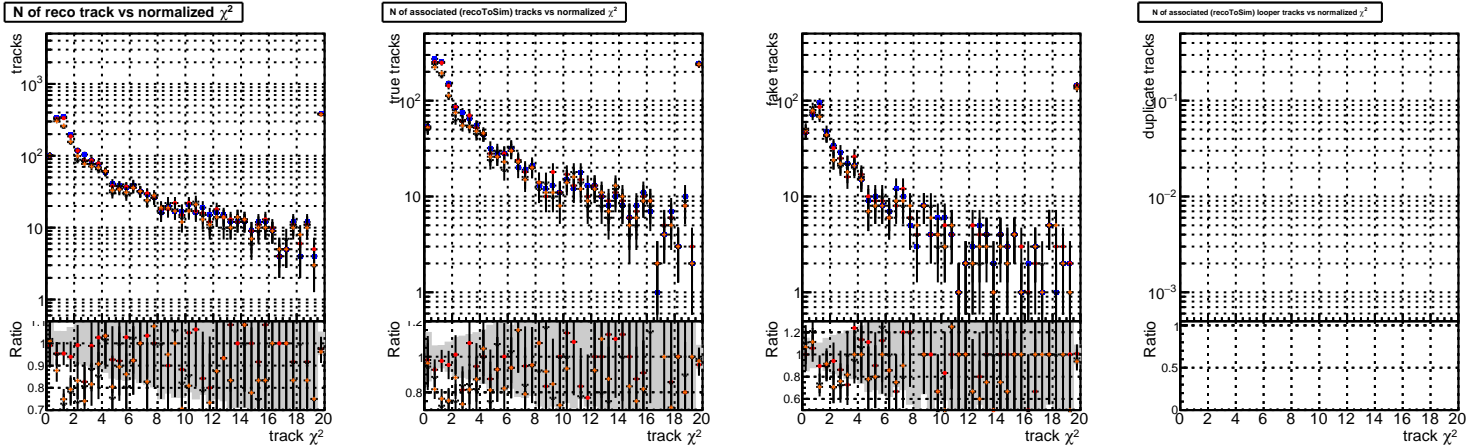 N of reco track vs normalized χ²
tracks
10³
10²
10
1
Ratio
1.1
1
0.9
0.8
0.7
0 2 4 6 8 10 12 14 16 18 20
track χ²
N of associated (recoToSim) tracks vs normalized χ²
true tracks
10²
10
1
Ratio
1
0.8
0 2 4 6 8 10 12 14 16 18 20
track χ²
fake tracks
10²
10
1
Ratio
1.2
1
0.8
0.6
0 2 4 6 8 10 12 14 16 18 20
track χ²
N of associated (recoToSim) looper tracks vs normalized χ²
duplicate tracks
10⁻¹
10⁻²
10⁻³
Ratio
1
0.5
0
0 2 4 6 8 10 12 14 16 18 20
track χ²